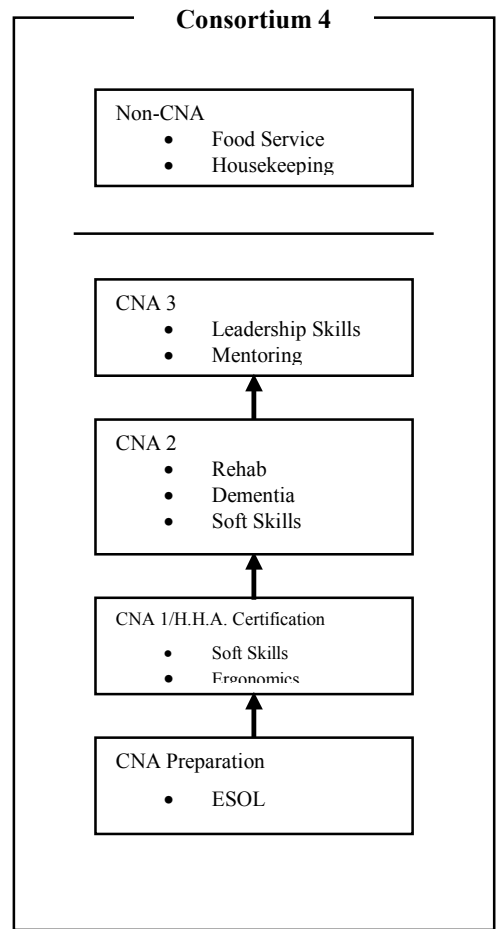 Consortium 4
Non-CNA
• Food Service
• Housekeeping
CNA 3
• Leadership Skills
• Mentoring
CNA 2
• Rehab
• Dementia
• Soft Skills
CNA 1/H.H.A. Certification
• Soft Skills
• Ergonomics
CNA Preparation
• ESOL